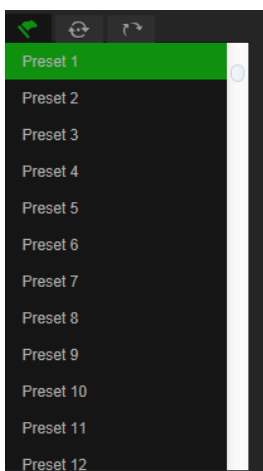 Preset 1
Preset 2
Preset 3
Preset 4
Preset 5
Preset 6
Preset 7
Preset 8
Preset 9
Preset 10
Preset 11
Preset 12